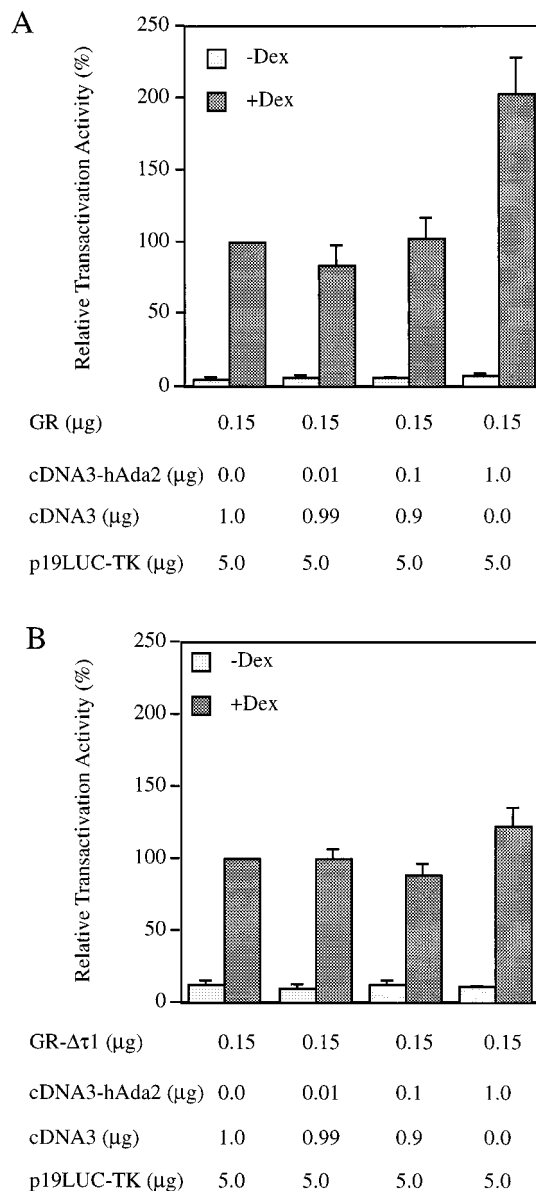 A
Relative Transactivation Activity (%)
250
200
150
100
50
0
-Dex
+Dex
GR (μg) 0.15 0.15 0.15 0.15
cDNA3-hAda2 (μg) 0.0 0.01 0.1 1.0
cDNA3 (μg) 1.0 0.99 0.9 0.0
p19LUC-TK (μg) 5.0 5.0 5.0 5.0
B
Relative Transactivation Activity (%)
250
200
150
100
50
0
-Dex
+Dex
GR-Δτ1 (μg) 0.15 0.15 0.15 0.15
cDNA3-hAda2 (μg) 0.0 0.01 0.1 1.0
cDNA3 (μg) 1.0 0.99 0.9 0.0
p19LUC-TK (μg) 5.0 5.0 5.0 5.0